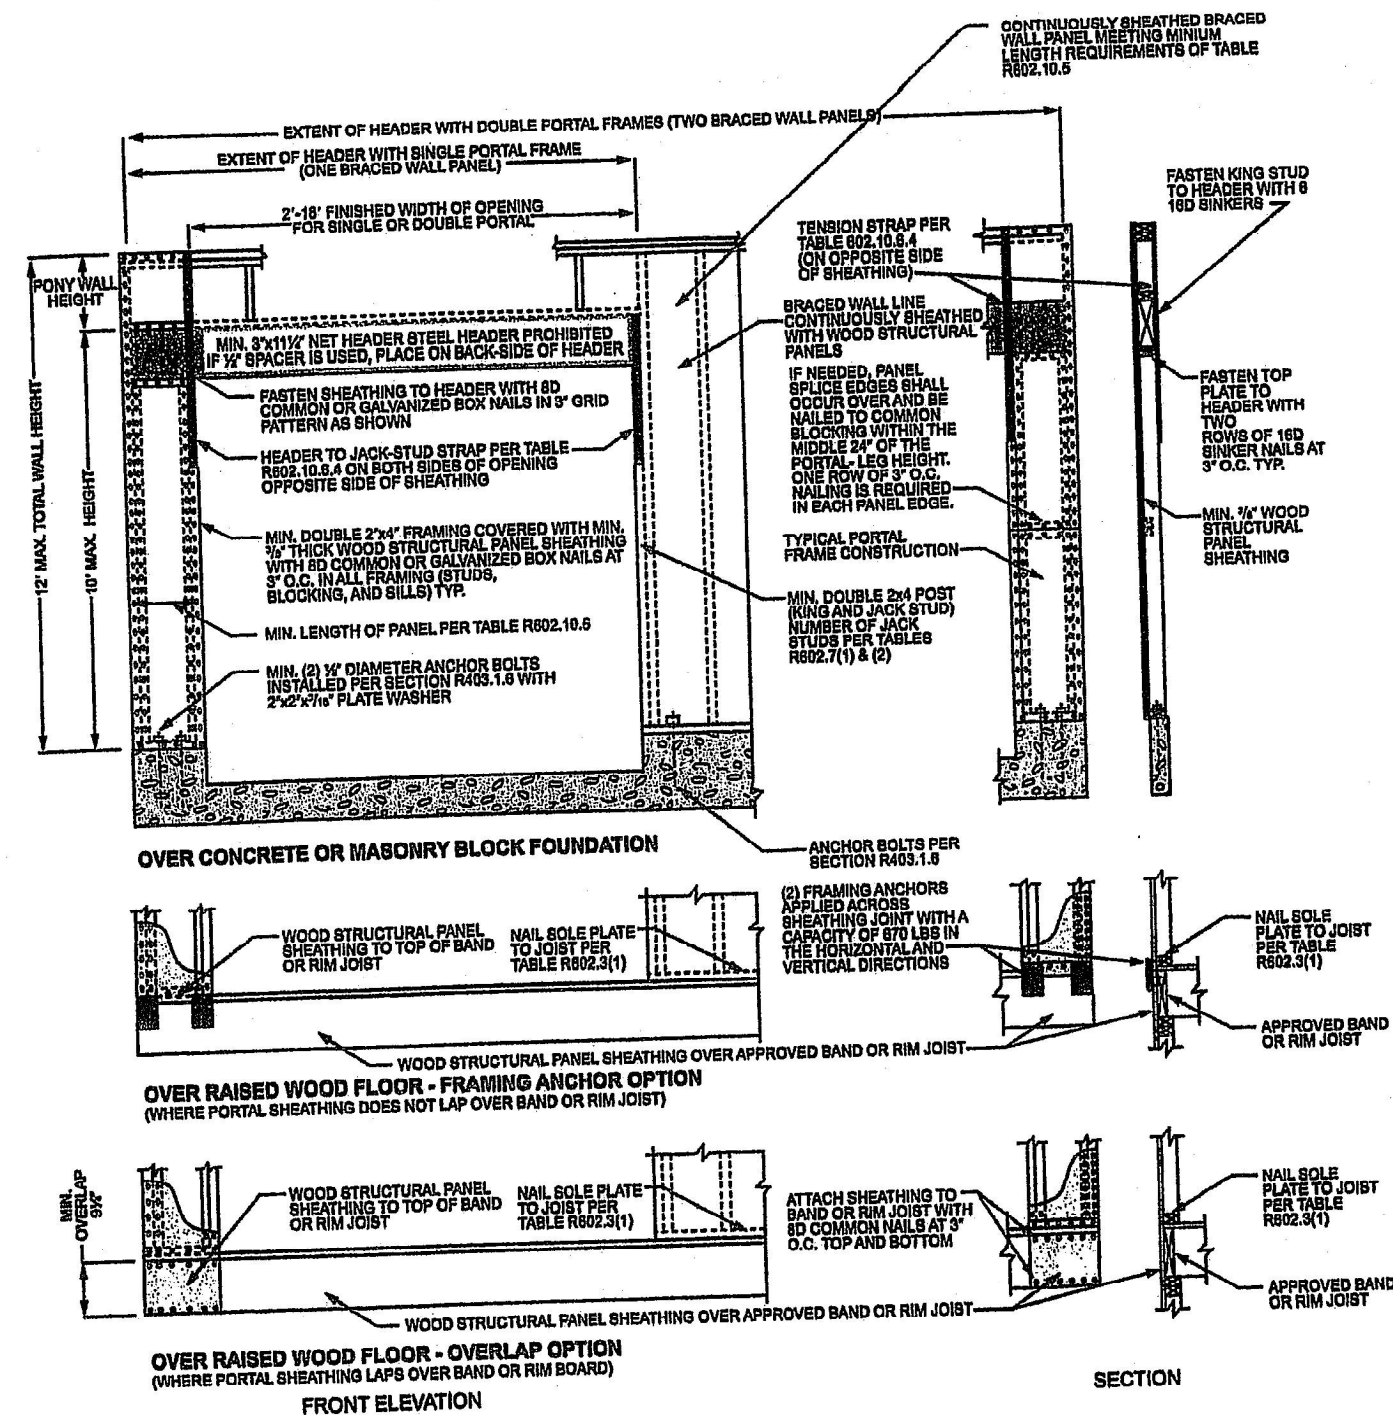 CONTINUOUSLY SHEATHED BRACED
WALL PANEL MEETING MINIUM
LENGTH REQUIREMENTS OF TABLE
R602.10.5
EXTENT OF HEADER WITH DOUBLE PORTAL FRAMES (TWO BRACED WALL PANELS)
EXTENT OF HEADER WITH SINGLE PORTAL FRAME
(ONE BRACED WALL PANEL)
2'-18' FINISHED WIDTH OF OPENING
FOR SINGLE OR DOUBLE PORTAL
FASTEN KING STUD
TO HEADER WITH 6
16D SINKERS
TENSION STRAP PER
TABLE 602.10.6.4
(ON OPPOSITE SIDE
OF SHEATHING)
PONY WALL
HEIGHT
BRACED WALL LINE
CONTINUOUSLY SHEATHED
WITH WOOD STRUCTURAL
PANELS
MIN. 3"x11½" NET HEADER STEEL HEADER PROHIBITED
IF ½" SPACER IS USED, PLACE ON BACK-SIDE OF HEADER
12' MAX. TOTAL WALL HEIGHT
10' MAX. HEIGHT
FASTEN SHEATHING TO HEADER WITH 8D
COMMON OR GALVANIZED BOX NAILS IN 3" GRID
PATTERN AS SHOWN
IF NEEDED, PANEL
SPLICE EDGES SHALL
OCCUR OVER AND BE
NAILED TO COMMON
BLOCKING WITHIN THE
MIDDLE 24" OF THE
PORTAL- LEG HEIGHT.
ONE ROW OF 3" O.C.
NAILING IS REQUIRED
IN EACH PANEL EDGE.
FASTEN TOP
PLATE TO
HEADER WITH
TWO
ROWS OF 16D
SINKER NAILS AT
3" O.C. TYP.
HEADER TO JACK-STUD STRAP PER TABLE
R602.10.6.4 ON BOTH SIDES OF OPENING
OPPOSITE SIDE OF SHEATHING
MIN. DOUBLE 2"x4" FRAMING COVERED WITH MIN.
⅜" THICK WOOD STRUCTURAL PANEL SHEATHING
WITH 8D COMMON OR GALVANIZED BOX NAILS AT
3" O.C. IN ALL FRAMING (STUDS,
BLOCKING, AND SILLS) TYP.
TYPICAL PORTAL
FRAME CONSTRUCTION
MIN. ⅜" WOOD
STRUCTURAL
PANEL
SHEATHING
MIN. DOUBLE 2x4 POST
(KING AND JACK STUD)
NUMBER OF JACK
STUDS PER TABLES
R602.7(1) & (2)
MIN. LENGTH OF PANEL PER TABLE R602.10.5
MIN. (2) ½" DIAMETER ANCHOR BOLTS
INSTALLED PER SECTION R403.1.6 WITH
2"x2"x³⁄₁₆" PLATE WASHER
OVER CONCRETE OR MASONRY BLOCK FOUNDATION
ANCHOR BOLTS PER
SECTION R403.1.6
WOOD STRUCTURAL PANEL
SHEATHING TO TOP OF BAND
OR RIM JOIST
NAIL SOLE PLATE
TO JOIST PER
TABLE R602.3(1)
(2) FRAMING ANCHORS
APPLIED ACROSS
SHEATHING JOINT WITH A
CAPACITY OF 670 LBS IN
THE HORIZONTAL AND
VERTICAL DIRECTIONS
NAIL SOLE
PLATE TO JOIST
PER TABLE
R602.3(1)
APPROVED BAND
OR RIM JOIST
WOOD STRUCTURAL PANEL SHEATHING OVER APPROVED BAND OR RIM JOIST
OVER RAISED WOOD FLOOR - FRAMING ANCHOR OPTION
(WHERE PORTAL SHEATHING DOES NOT LAP OVER BAND OR RIM JOIST)
MIN.
OVERLAP
9½"
WOOD STRUCTURAL PANEL
SHEATHING TO TOP OF BAND
OR RIM JOIST
NAIL SOLE PLATE
TO JOIST PER
TABLE R602.3(1)
ATTACH SHEATHING TO
BAND OR RIM JOIST WITH
8D COMMON NAILS AT 3"
O.C. TOP AND BOTTOM
NAIL SOLE
PLATE TO JOIST
PER TABLE
R602.3(1)
APPROVED BAND
OR RIM JOIST
WOOD STRUCTURAL PANEL SHEATHING OVER APPROVED BAND OR RIM JOIST
OVER RAISED WOOD FLOOR - OVERLAP OPTION
(WHERE PORTAL SHEATHING LAPS OVER BAND OR RIM BOARD)
FRONT ELEVATION
SECTION